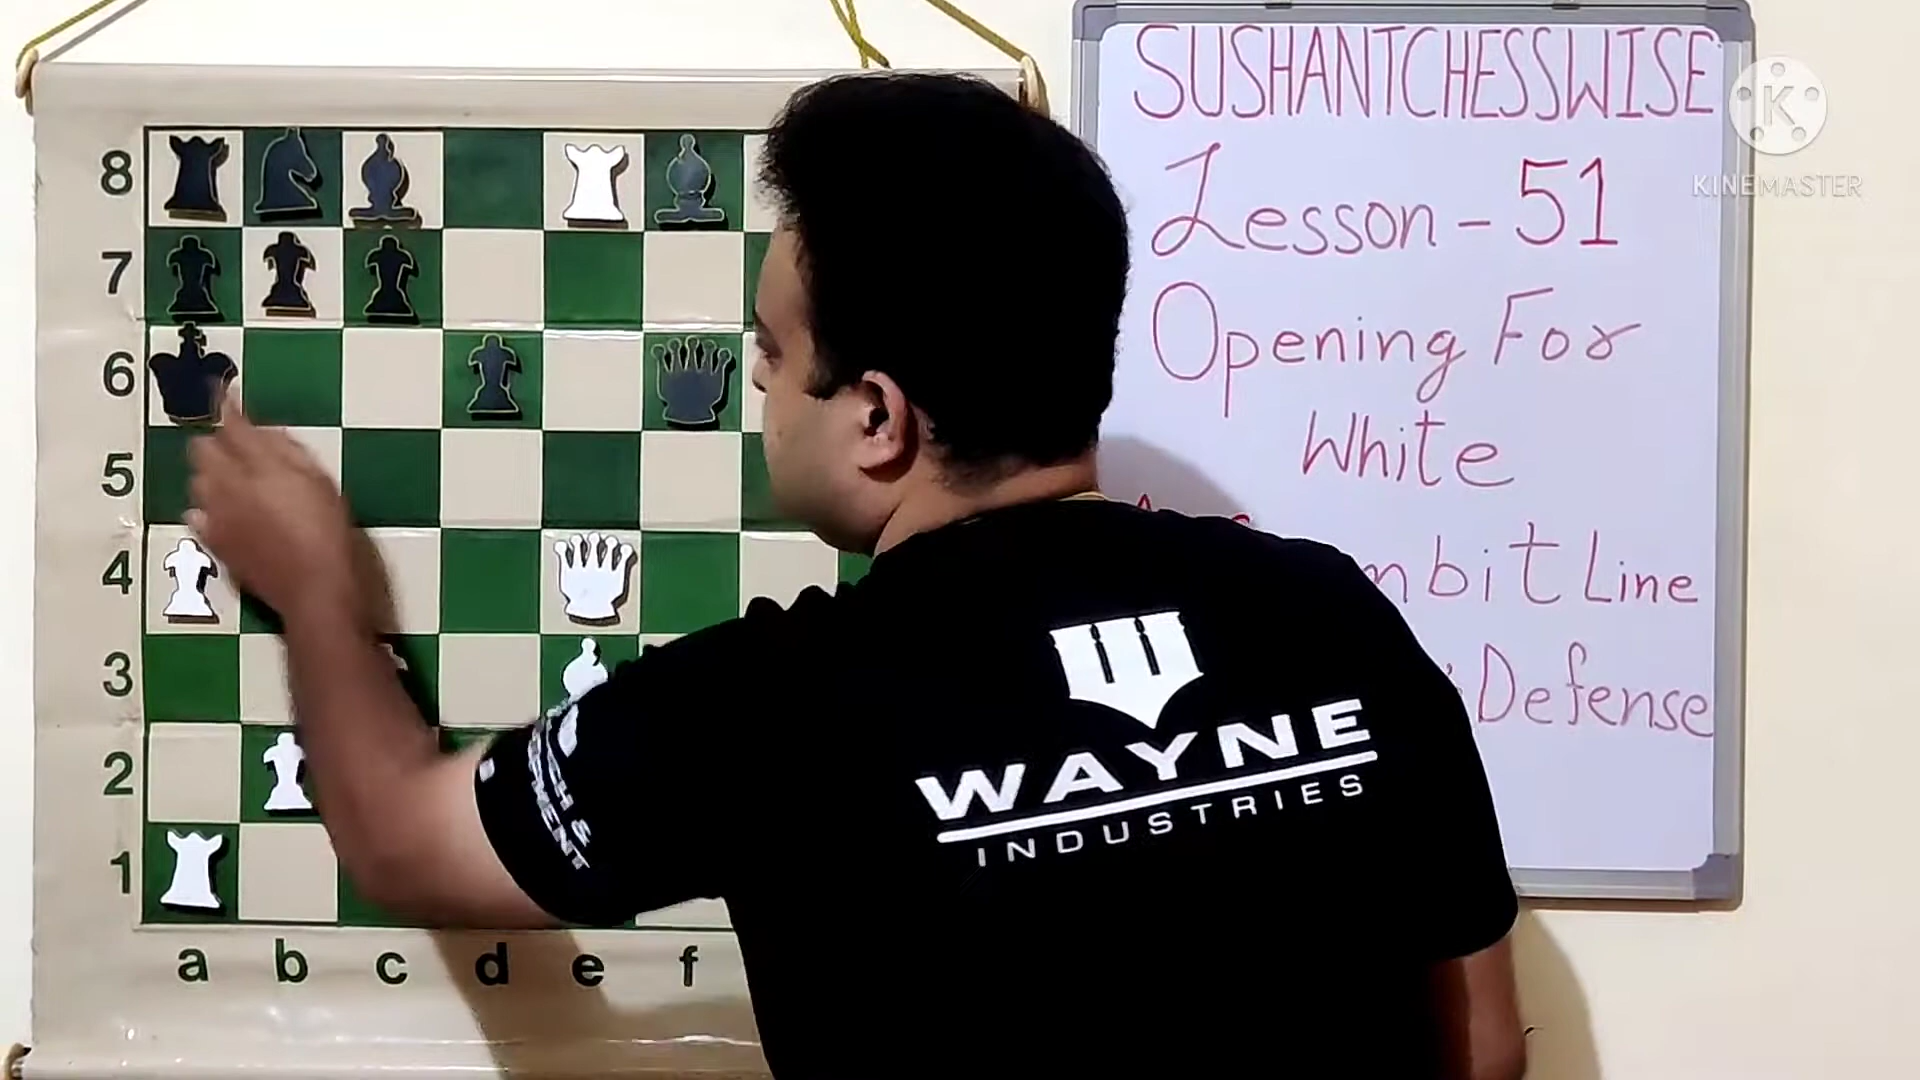 SUSHANTCHESSWISE
Lesson - 51
Opening For
White
Line
Defense
K
KINEMASTER
8
7
6
5
4
3
2
1
a b c d e f
WAYNE
INDUSTRIES